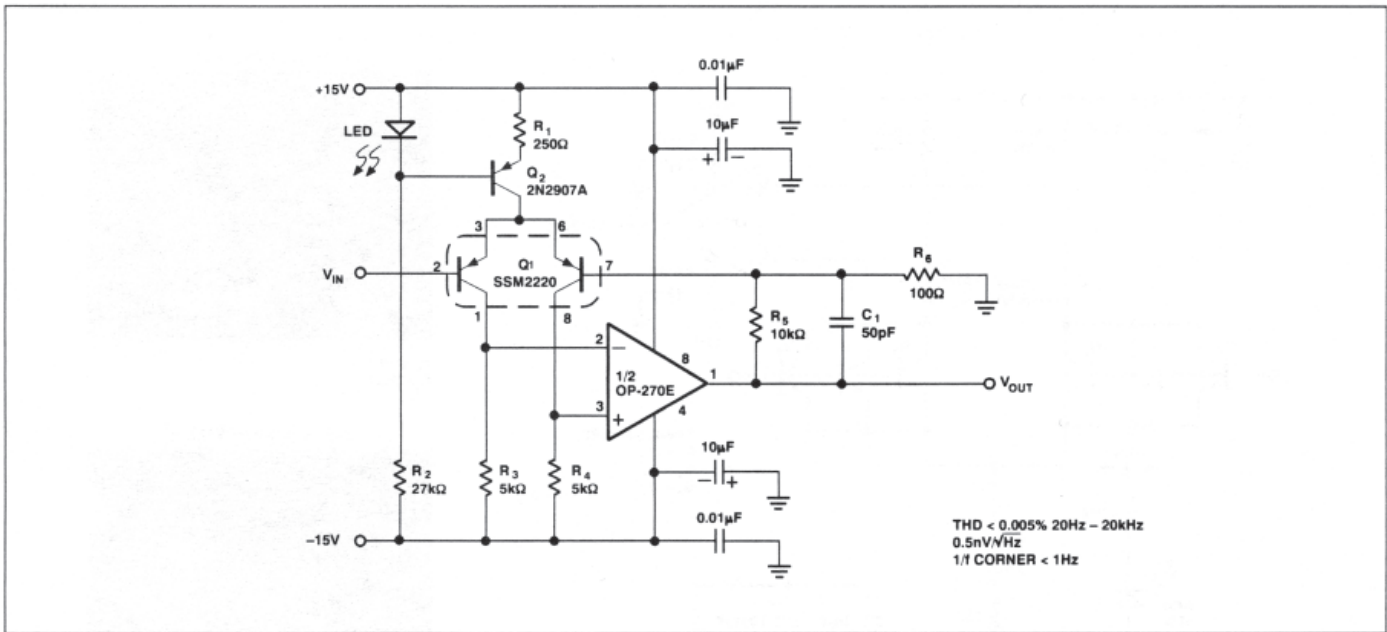 0.01μF
+15V
LED
R1
250Ω
10μF
+ −
Q2
2N2907A
3 6
VIN
2
Q1
SSM2220
7
R6
100Ω
1 8
R5
10kΩ
C1
50pF
2
−
8
1/2
OP-270E
1
VOUT
3
+
4
10μF
− +
R2
27kΩ
R3
5kΩ
R4
5kΩ
0.01μF
−15V
THD < 0.005% 20Hz – 20kHz
0.5nV/√Hz
1/f CORNER < 1Hz